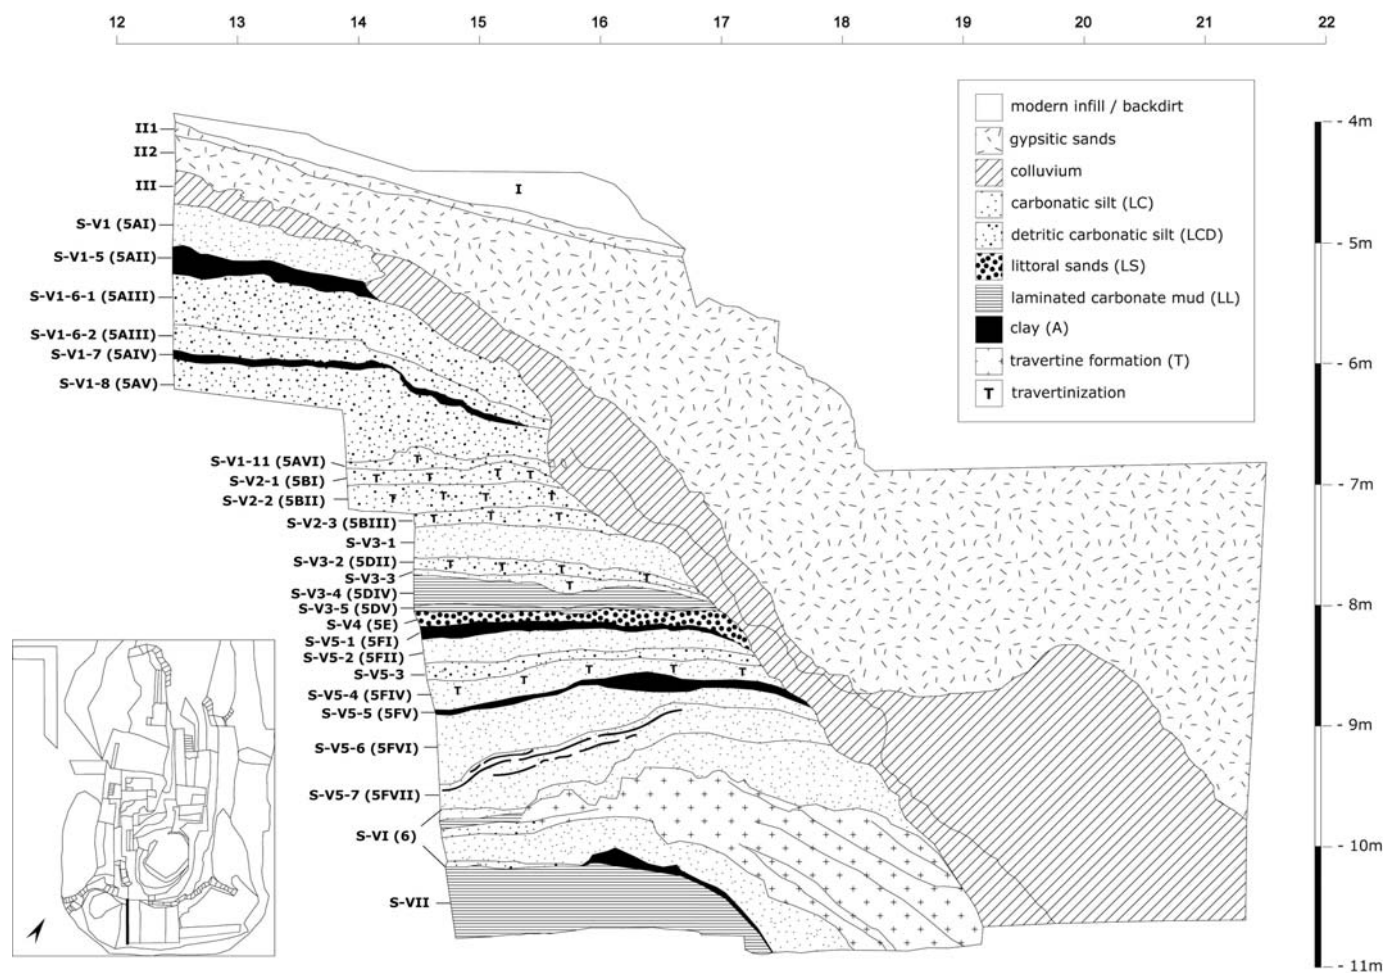 12 13 14 15 16 17 18 19 20 21 22
modern infill / backdirt
gypsitic sands
colluvium
carbonatic silt (LC)
detritic carbonatic silt (LCD)
littoral sands (LS)
laminated carbonate mud (LL)
clay (A)
travertine formation (T)
T travertinization
- 4m
- 5m
- 6m
- 7m
- 8m
- 9m
- 10m
- 11m
I
II1
II2
III
S-V1 (5AI)
S-V1-5 (5AII)
S-V1-6-1 (5AIII)
S-V1-6-2 (5AIII)
S-V1-7 (5AIV)
S-V1-8 (5AV)
S-V1-11 (5AVI)
S-V2-1 (5BI)
S-V2-2 (5BII)
S-V2-3 (5BIII)
S-V3-1
S-V3-2 (5DII)
S-V3-3
S-V3-4 (5DIV)
S-V3-5 (5DV)
S-V4 (5E)
S-V5-1 (5FI)
S-V5-2 (5FII)
S-V5-3
S-V5-4 (5FIV)
S-V5-5 (5FV)
S-V5-6 (5FVI)
S-V5-7 (5FVII)
S-VI (6)
S-VII
T
T T T T
T T T T
T T T
T T T T
T
T T T
T T